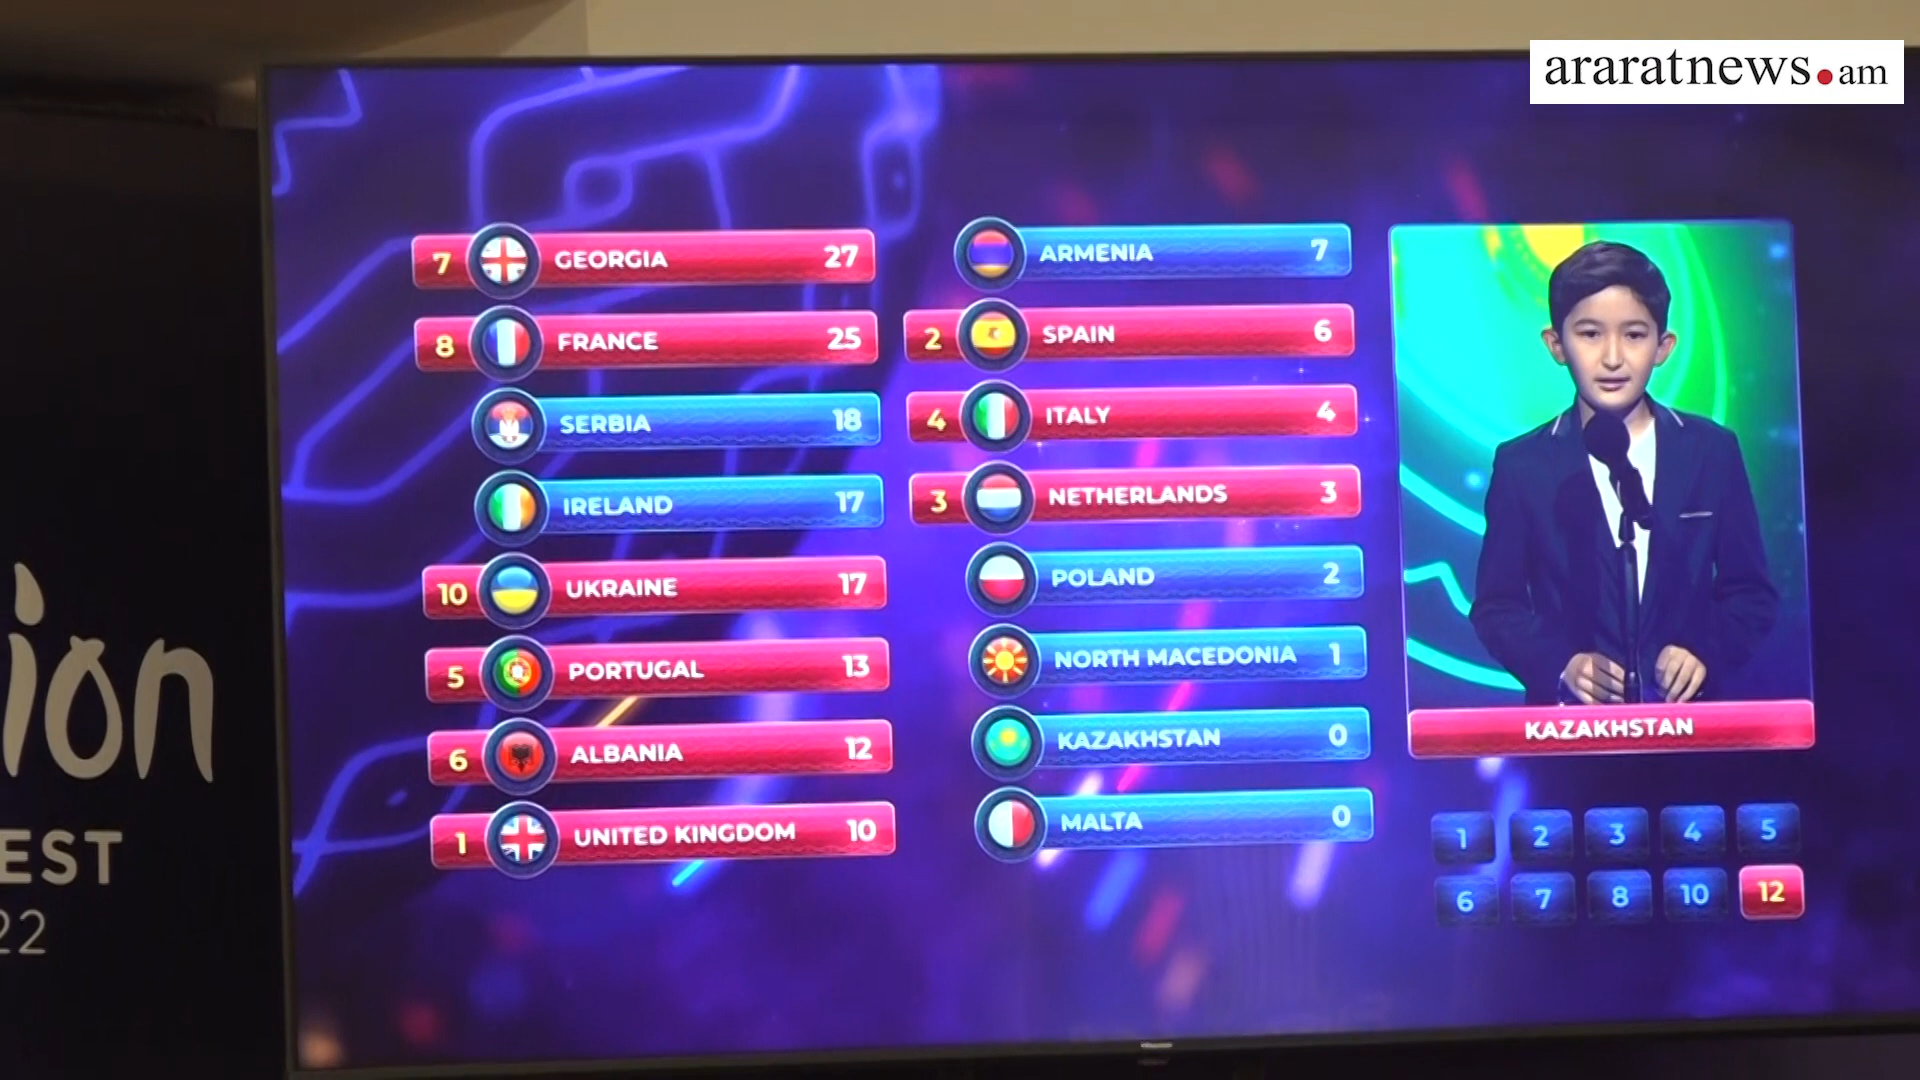 araratnews.am
7 GEORGIA 27
8 FRANCE 25
SERBIA 18
IRELAND 17
10 UKRAINE 17
5 PORTUGAL 13
6 ALBANIA 12
1 UNITED KINGDOM 10
ARMENIA 7
2 SPAIN 6
4 ITALY 4
3 NETHERLANDS 3
POLAND 2
NORTH MACEDONIA 1
KAZAKHSTAN 0
MALTA 0
KAZAKHSTAN
1 2 3 4 5
6 7 8 10 12
ion
EST
22